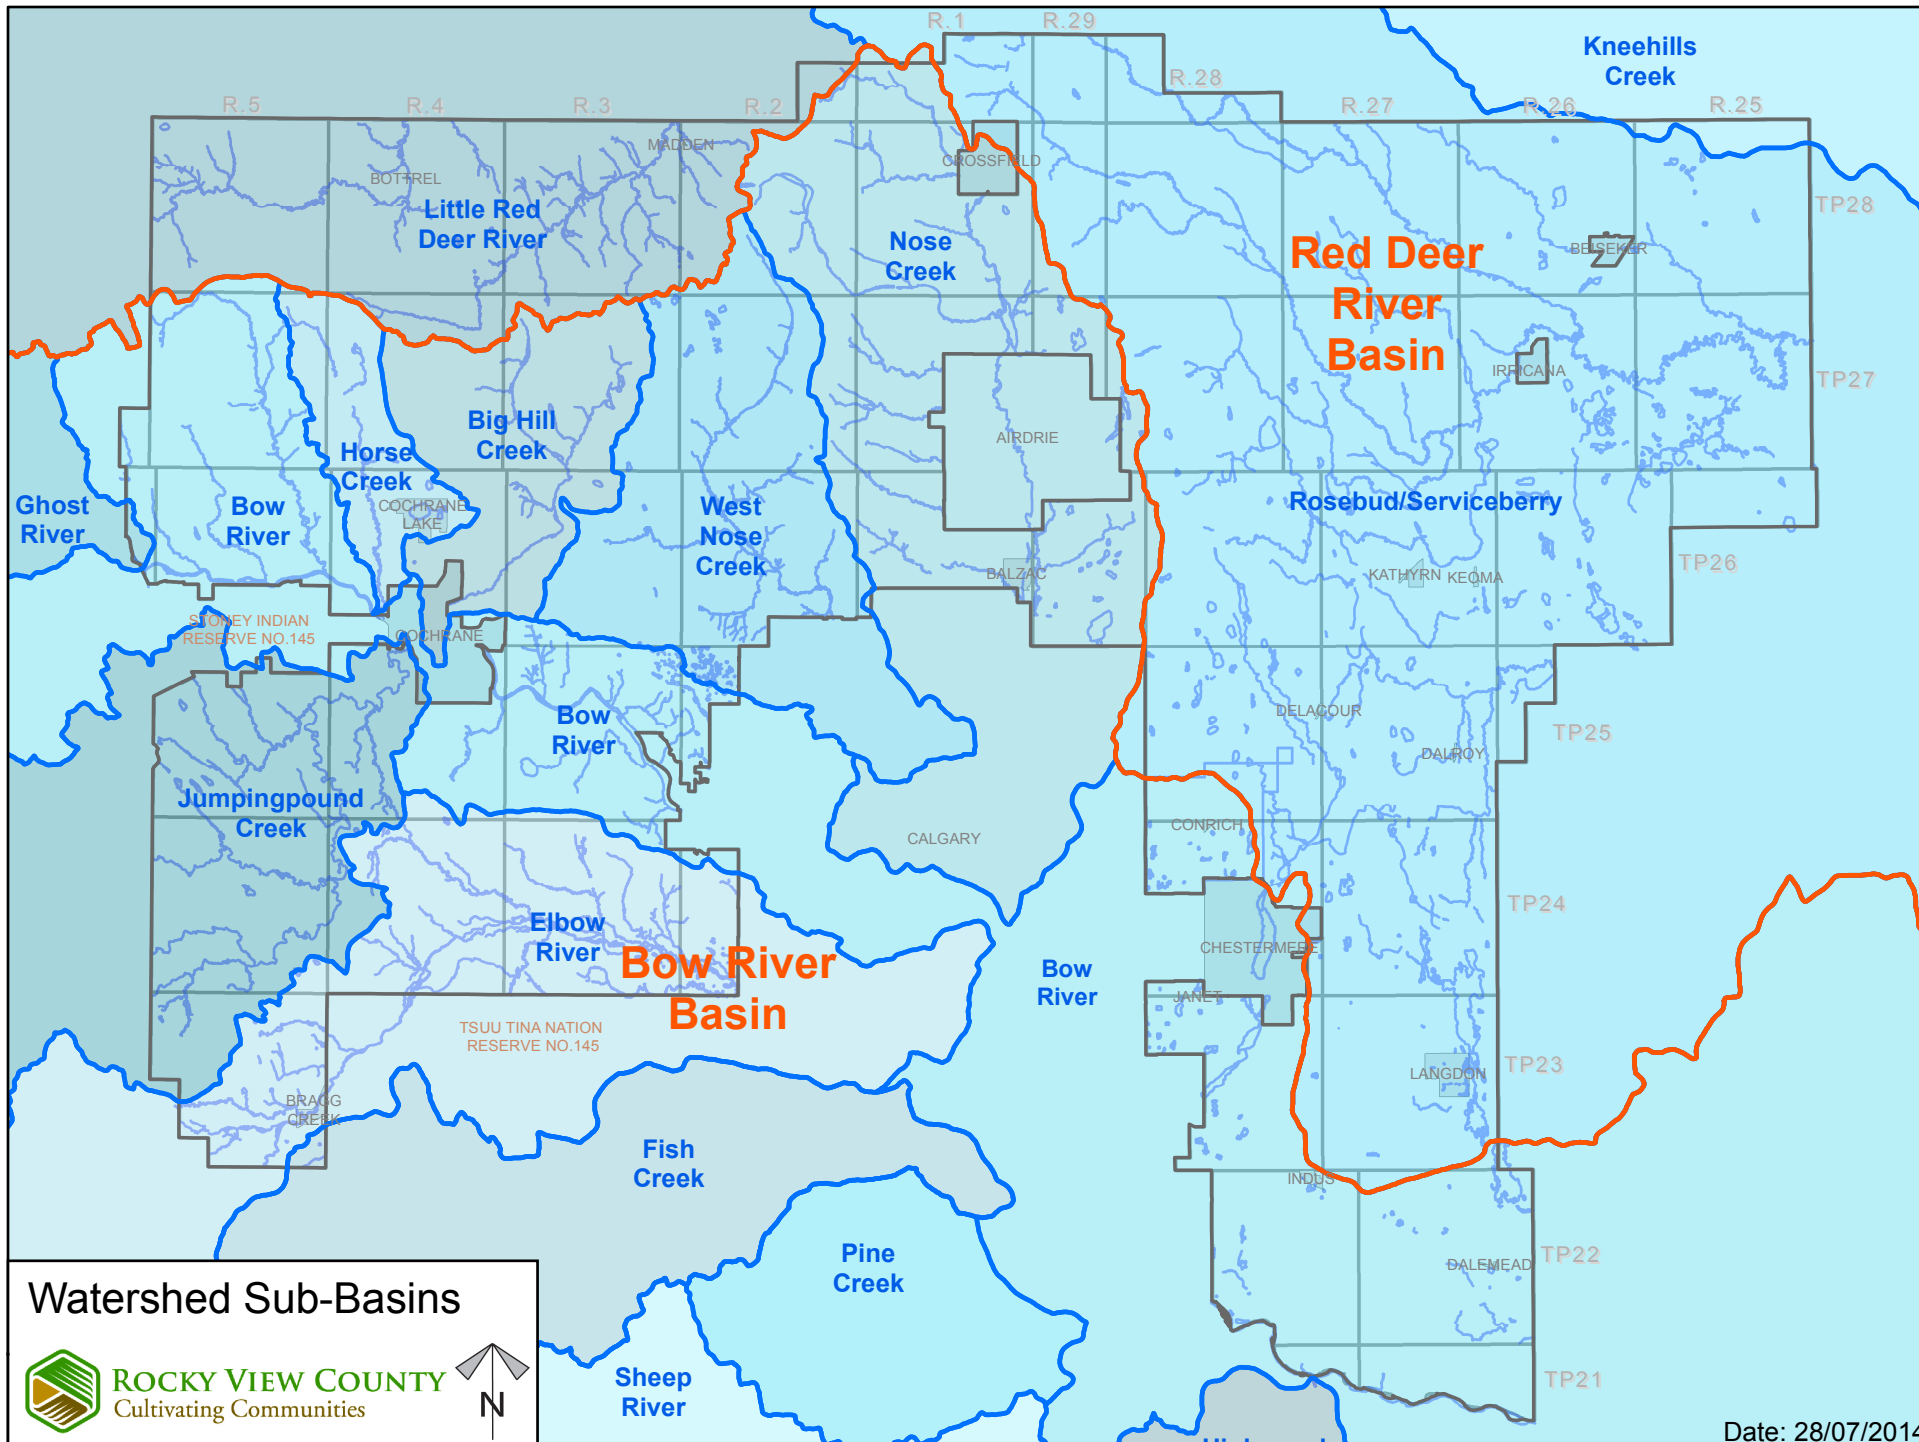 R.1
R.29
Kneehills
Creek
R.28
R.5
R.4
R.3
R.2
R.27
R.26
R.25
MADDEN
CROSSFIELD
BOTTREL
Little Red
Deer River
TP28
Nose
Creek
Red Deer
River
Basin
BEISEKER
IRRICANA
TP27
Big Hill
Creek
AIRDRIE
Horse
Creek
Ghost
River
Bow
River
COCHRANE
LAKE
West
Nose
Creek
Rosebud/Serviceberry
TP26
BALZAC
KATHYRN
KEOMA
STONEY INDIAN
RESERVE NO.145
COCHRANE
Bow
River
DELACOUR
TP25
DALROY
Jumpingpound
Creek
CONRICH
CALGARY
TP24
Elbow
River
Bow River
Basin
CHESTERMERE
Bow
River
JANET
TSUU TINA NATION
RESERVE NO.145
TP23
LANGDON
BRAGG
CREEK
Fish
Creek
INDUS
Pine
Creek
TP22
DALEMEAD
Watershed Sub-Basins
ROCKY VIEW COUNTY
Cultivating Communities
N
Sheep
River
TP21
Date: 28/07/2014